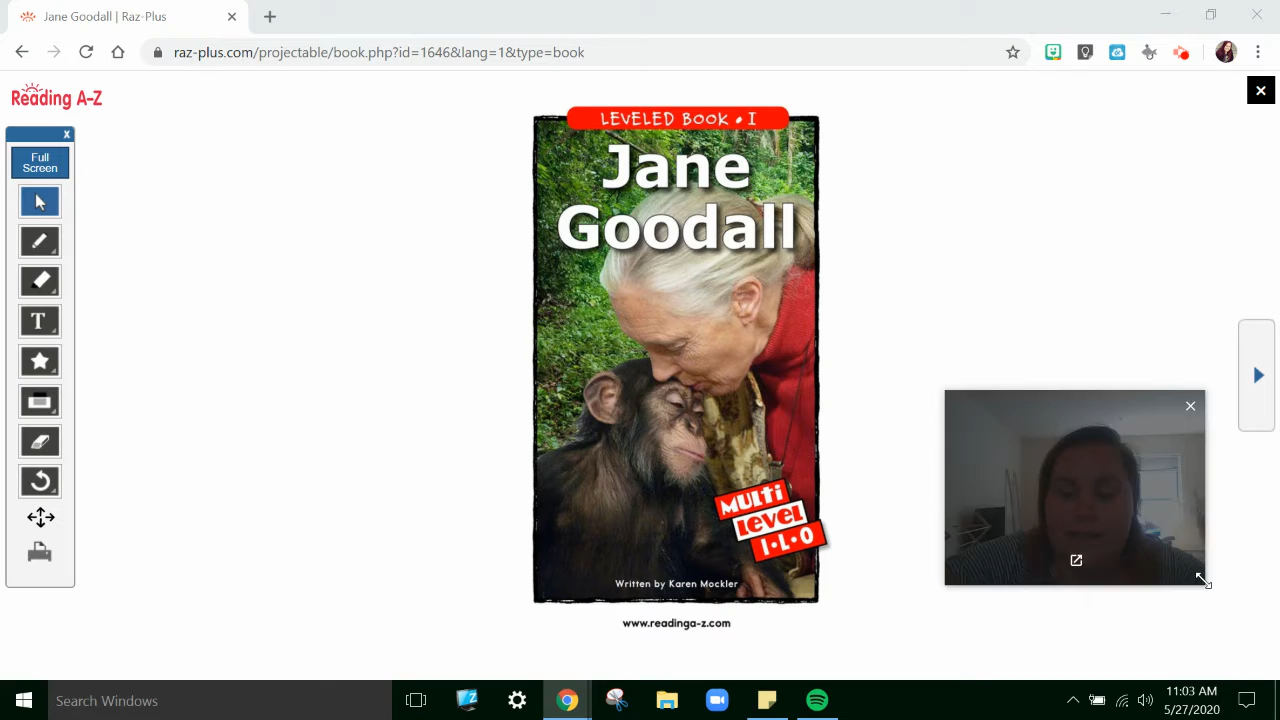 Jane Goodall | Raz-Plus
raz-plus.com/projectable/book.php?id=1646&lang=1&type=book
Reading A-Z
x
Full
Screen
T
LEVELED BOOK • I
Jane
Goodall
MULTI
LEVEL
I•L•O
Written by Karen Mockler
www.readinga-z.com
Search Windows
11:03 AM
5/27/2020